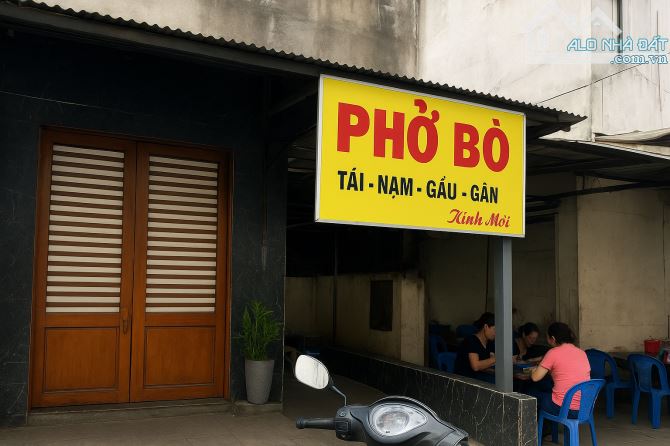 ALO NHÀ ĐẤT
.com.vn
PHỞ BÒ
TÁI - NẠM - GẦU - GÂN
Kính Mời